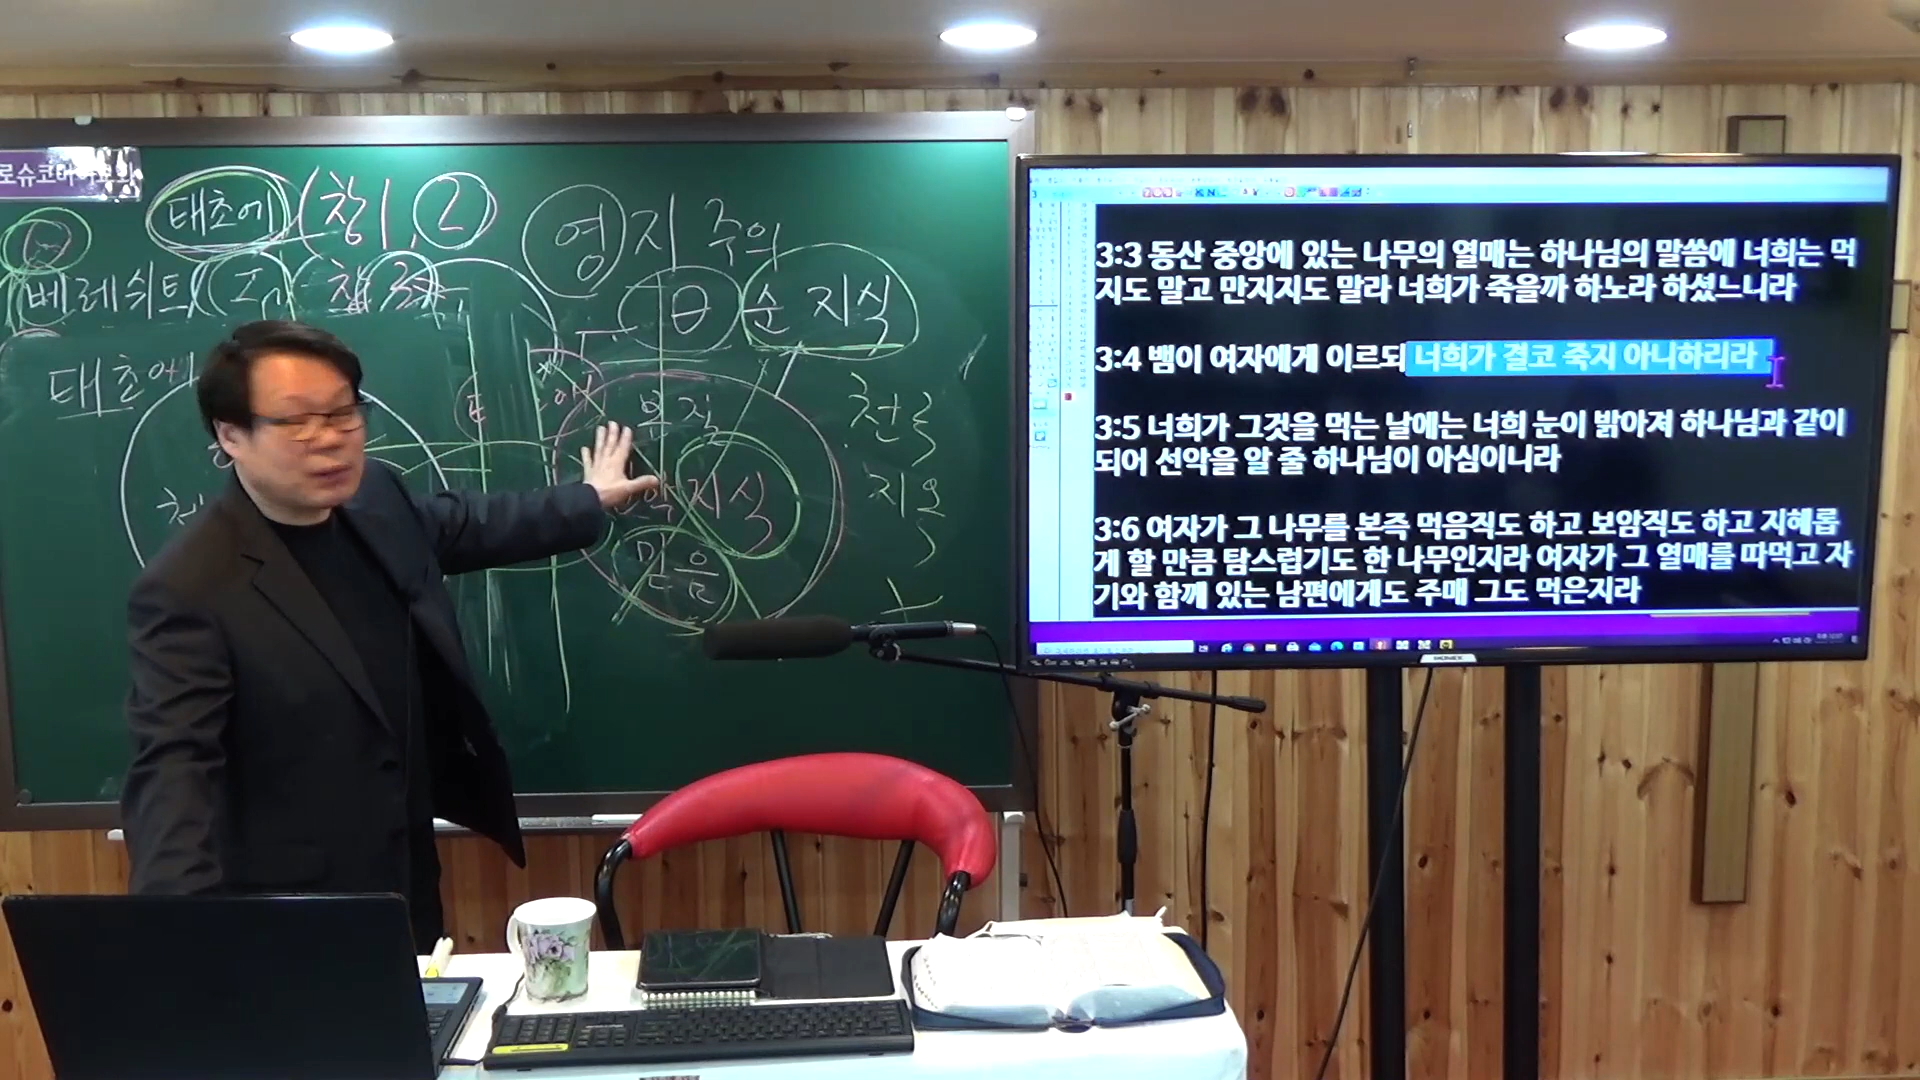 태초에 (창1, 2
영지주의
베레쉬트
순 지식
태초에
지식
믿음
3:3 동산 중앙에 있는 나무의 열매는 하나님의 말씀에 너희는 먹
지도 말고 만지지도 말라 너희가 죽을까 하노라 하셨느니라
3:4 뱀이 여자에게 이르되 너희가 결코 죽지 아니하리라
3:5 너희가 그것을 먹는 날에는 너희 눈이 밝아져 하나님과 같이
되어 선악을 알 줄 하나님이 아심이니라
3:6 여자가 그 나무를 본즉 먹음직도 하고 보암직도 하고 지혜롭
게 할 만큼 탐스럽기도 한 나무인지라 여자가 그 열매를 따먹고 자
기와 함께 있는 남편에게도 주매 그도 먹은지라